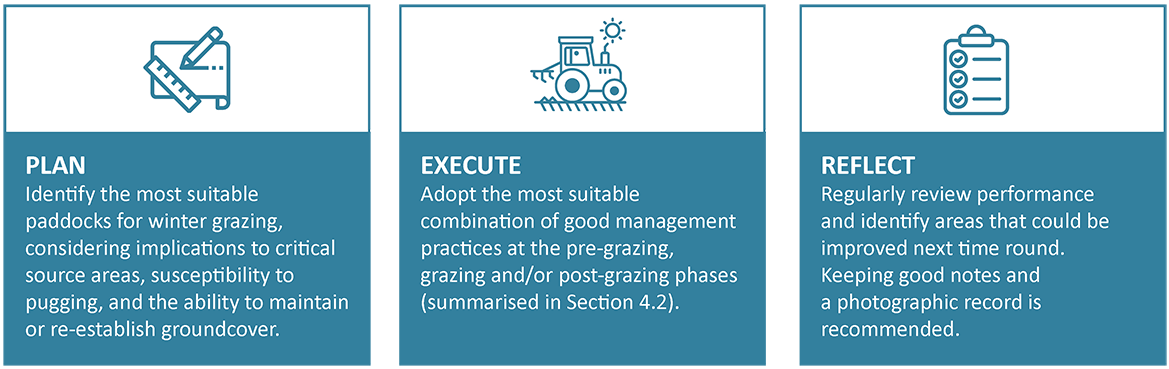 PLAN
Identify the most suitable
paddocks for winter grazing,
considering implications to critical
source areas, susceptibility to
pugging, and the ability to maintain
or re-establish groundcover.
EXECUTE
Adopt the most suitable
combination of good management
practices at the pre-grazing,
grazing and/or post-grazing phases
(summarised in Section 4.2).
REFLECT
Regularly review performance
and identify areas that could be
improved next time round.
Keeping good notes and
a photographic record is
recommended.